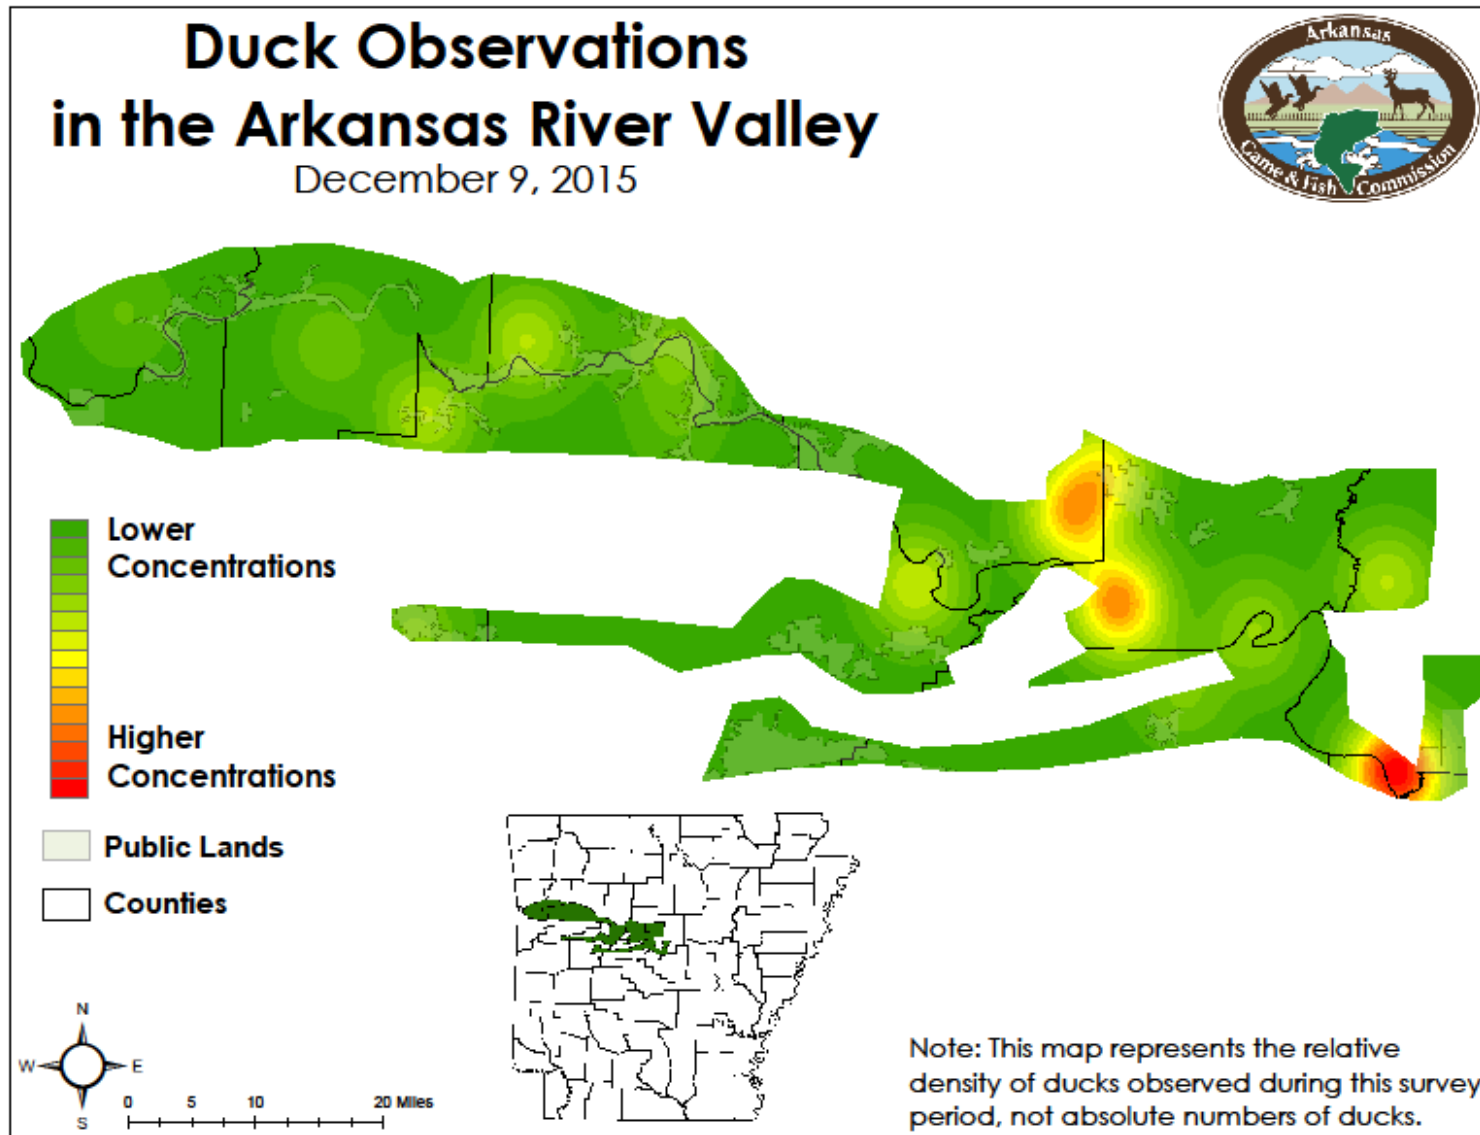 Duck Observations
in the Arkansas River Valley
December 9, 2015
Arkansas
Game & Fish Commission
Lower
Concentrations
Higher
Concentrations
Public Lands
Counties
N
W E
S
0 5 10 20 Miles
Note: This map represents the relative
density of ducks observed during this survey
period, not absolute numbers of ducks.